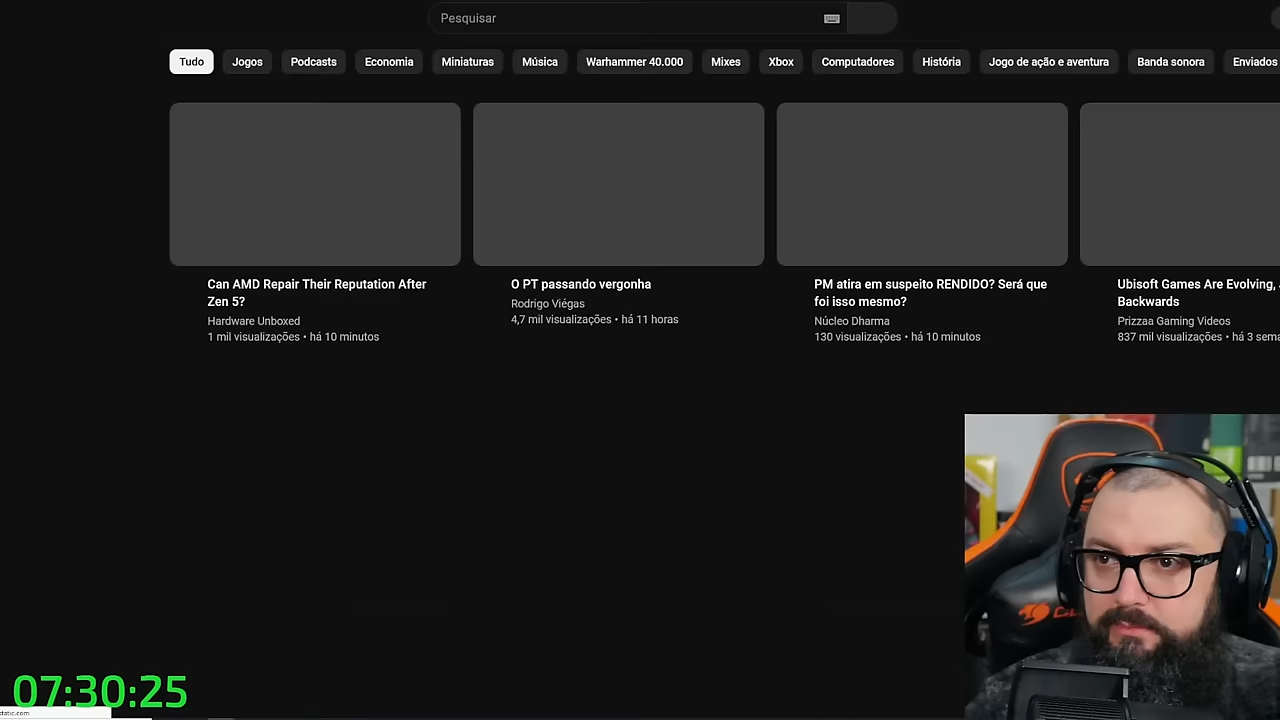 Pesquisar
Tudo
Jogos
Podcasts
Economia
Miniaturas
Música
Warhammer 40.000
Mixes
Xbox
Computadores
História
Jogo de ação e aventura
Banda sonora
Enviados
Can AMD Repair Their Reputation After
Zen 5?
Hardware Unboxed
1 mil visualizações • há 10 minutos
O PT passando vergonha
Rodrigo Viégas
4,7 mil visualizações • há 11 horas
PM atira em suspeito RENDIDO? Será que
foi isso mesmo?
Núcleo Dharma
130 visualizações • há 10 minutos
Ubisoft Games Are Evolving,
Backwards
Prizzaa Gaming Videos
837 mil visualizações • há 3 sema
07:30:25
static.com